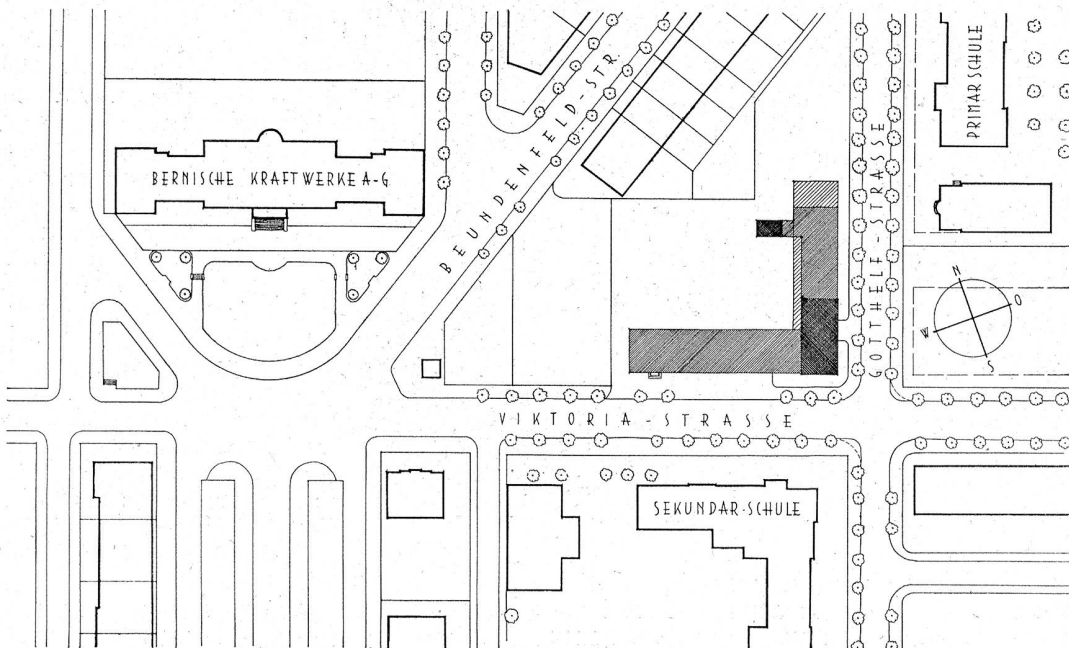 BERNISCHE KRAFTWERKE A-G.
BEUNDENFELD-STR.
PRIMARSCHULE
GOTTHELF-STRASSE
N
O
W
S
VIKTORIA-STRASSE
SEKUNDAR-SCHULE